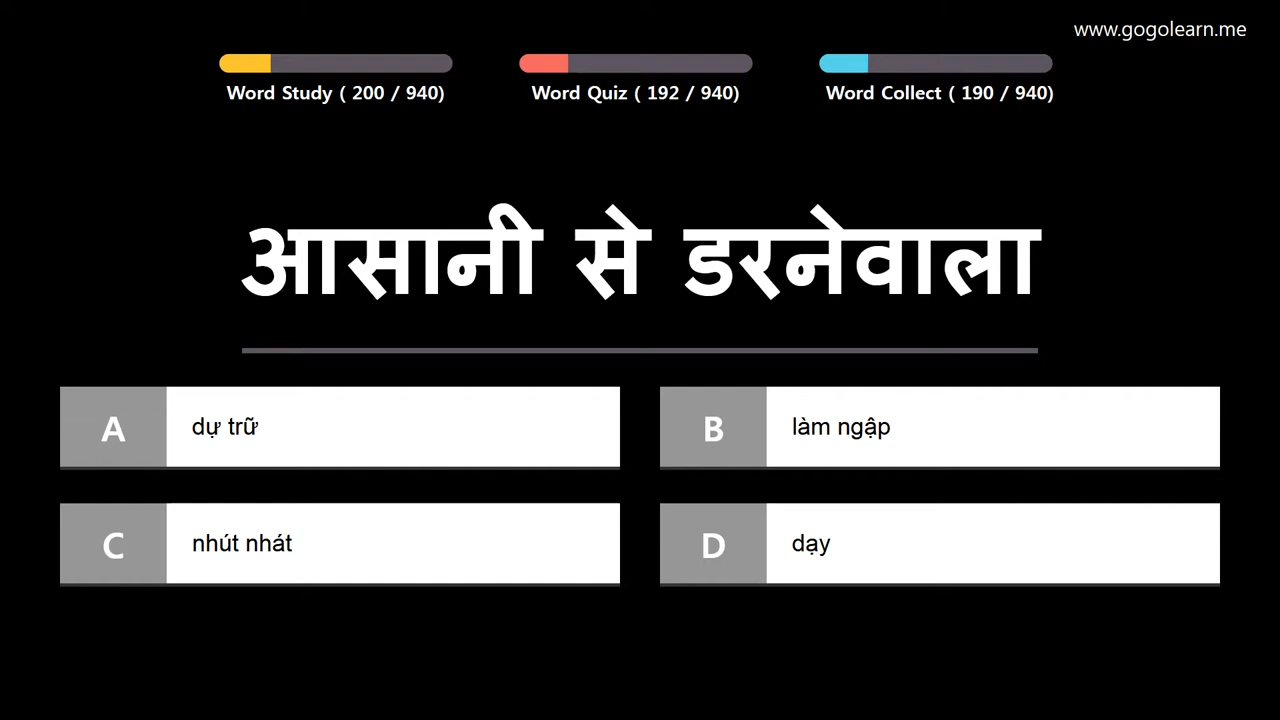 www.gogolearn.me
Word Study ( 200 / 940)
Word Quiz ( 192 / 940)
Word Collect ( 190 / 940)
आसानी से डरनेवाला
A
dự trữ
B
làm ngập
C
nhút nhát
D
dạy